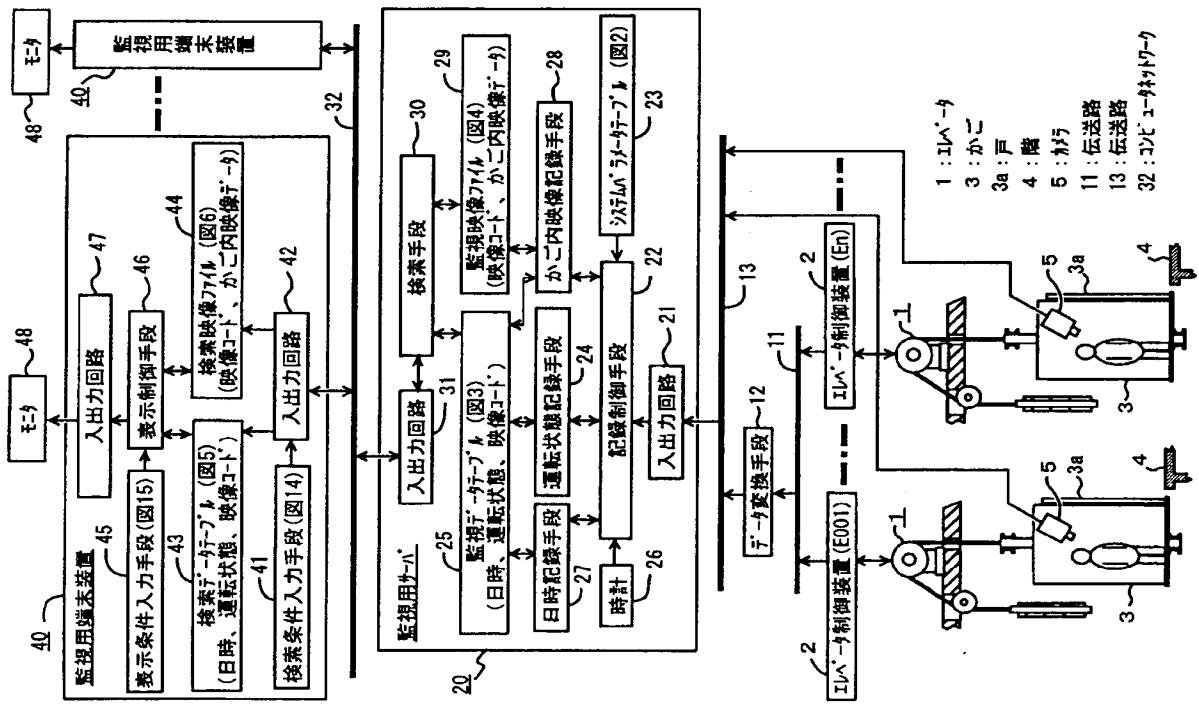 モニタ
48
監視用端末装置
40
モニタ
48
40
監視用端末装置
入出力回路
47
表示条件入力手段(図15)
45
表示制御手段
46
検索データテーブル (図5)
(日時、運転状態、映像コード)
43
検索映像ファイル (図6)
(映像コード、かご内映像データ)
44
検索条件入力手段(図14)
41
入出力回路
42
32
20
監視用サーバ
入出力回路
31
検索手段
30
監視データテーブル (図3)
(日時、運転状態、映像コード)
25
監視映像ファイル (図4)
(映像コード、かご内映像データ)
29
日時記録手段
27
運転状態記録手段
24
かご内映像記録手段
28
時計
26
記録制御手段
22
システムパラメータテーブル (図2)
23
入出力回路
21
13
データ変換手段
12
11
エレベータ制御装置(E001)
2
エレベータ制御装置(En)
2
1
1
5
3a
3
4
5
3a
3
4
1:エレベータ
3:かご
3a:戸
4:階
5:カメラ
11:伝送路
13:伝送路
32:コンピュータネットワーク